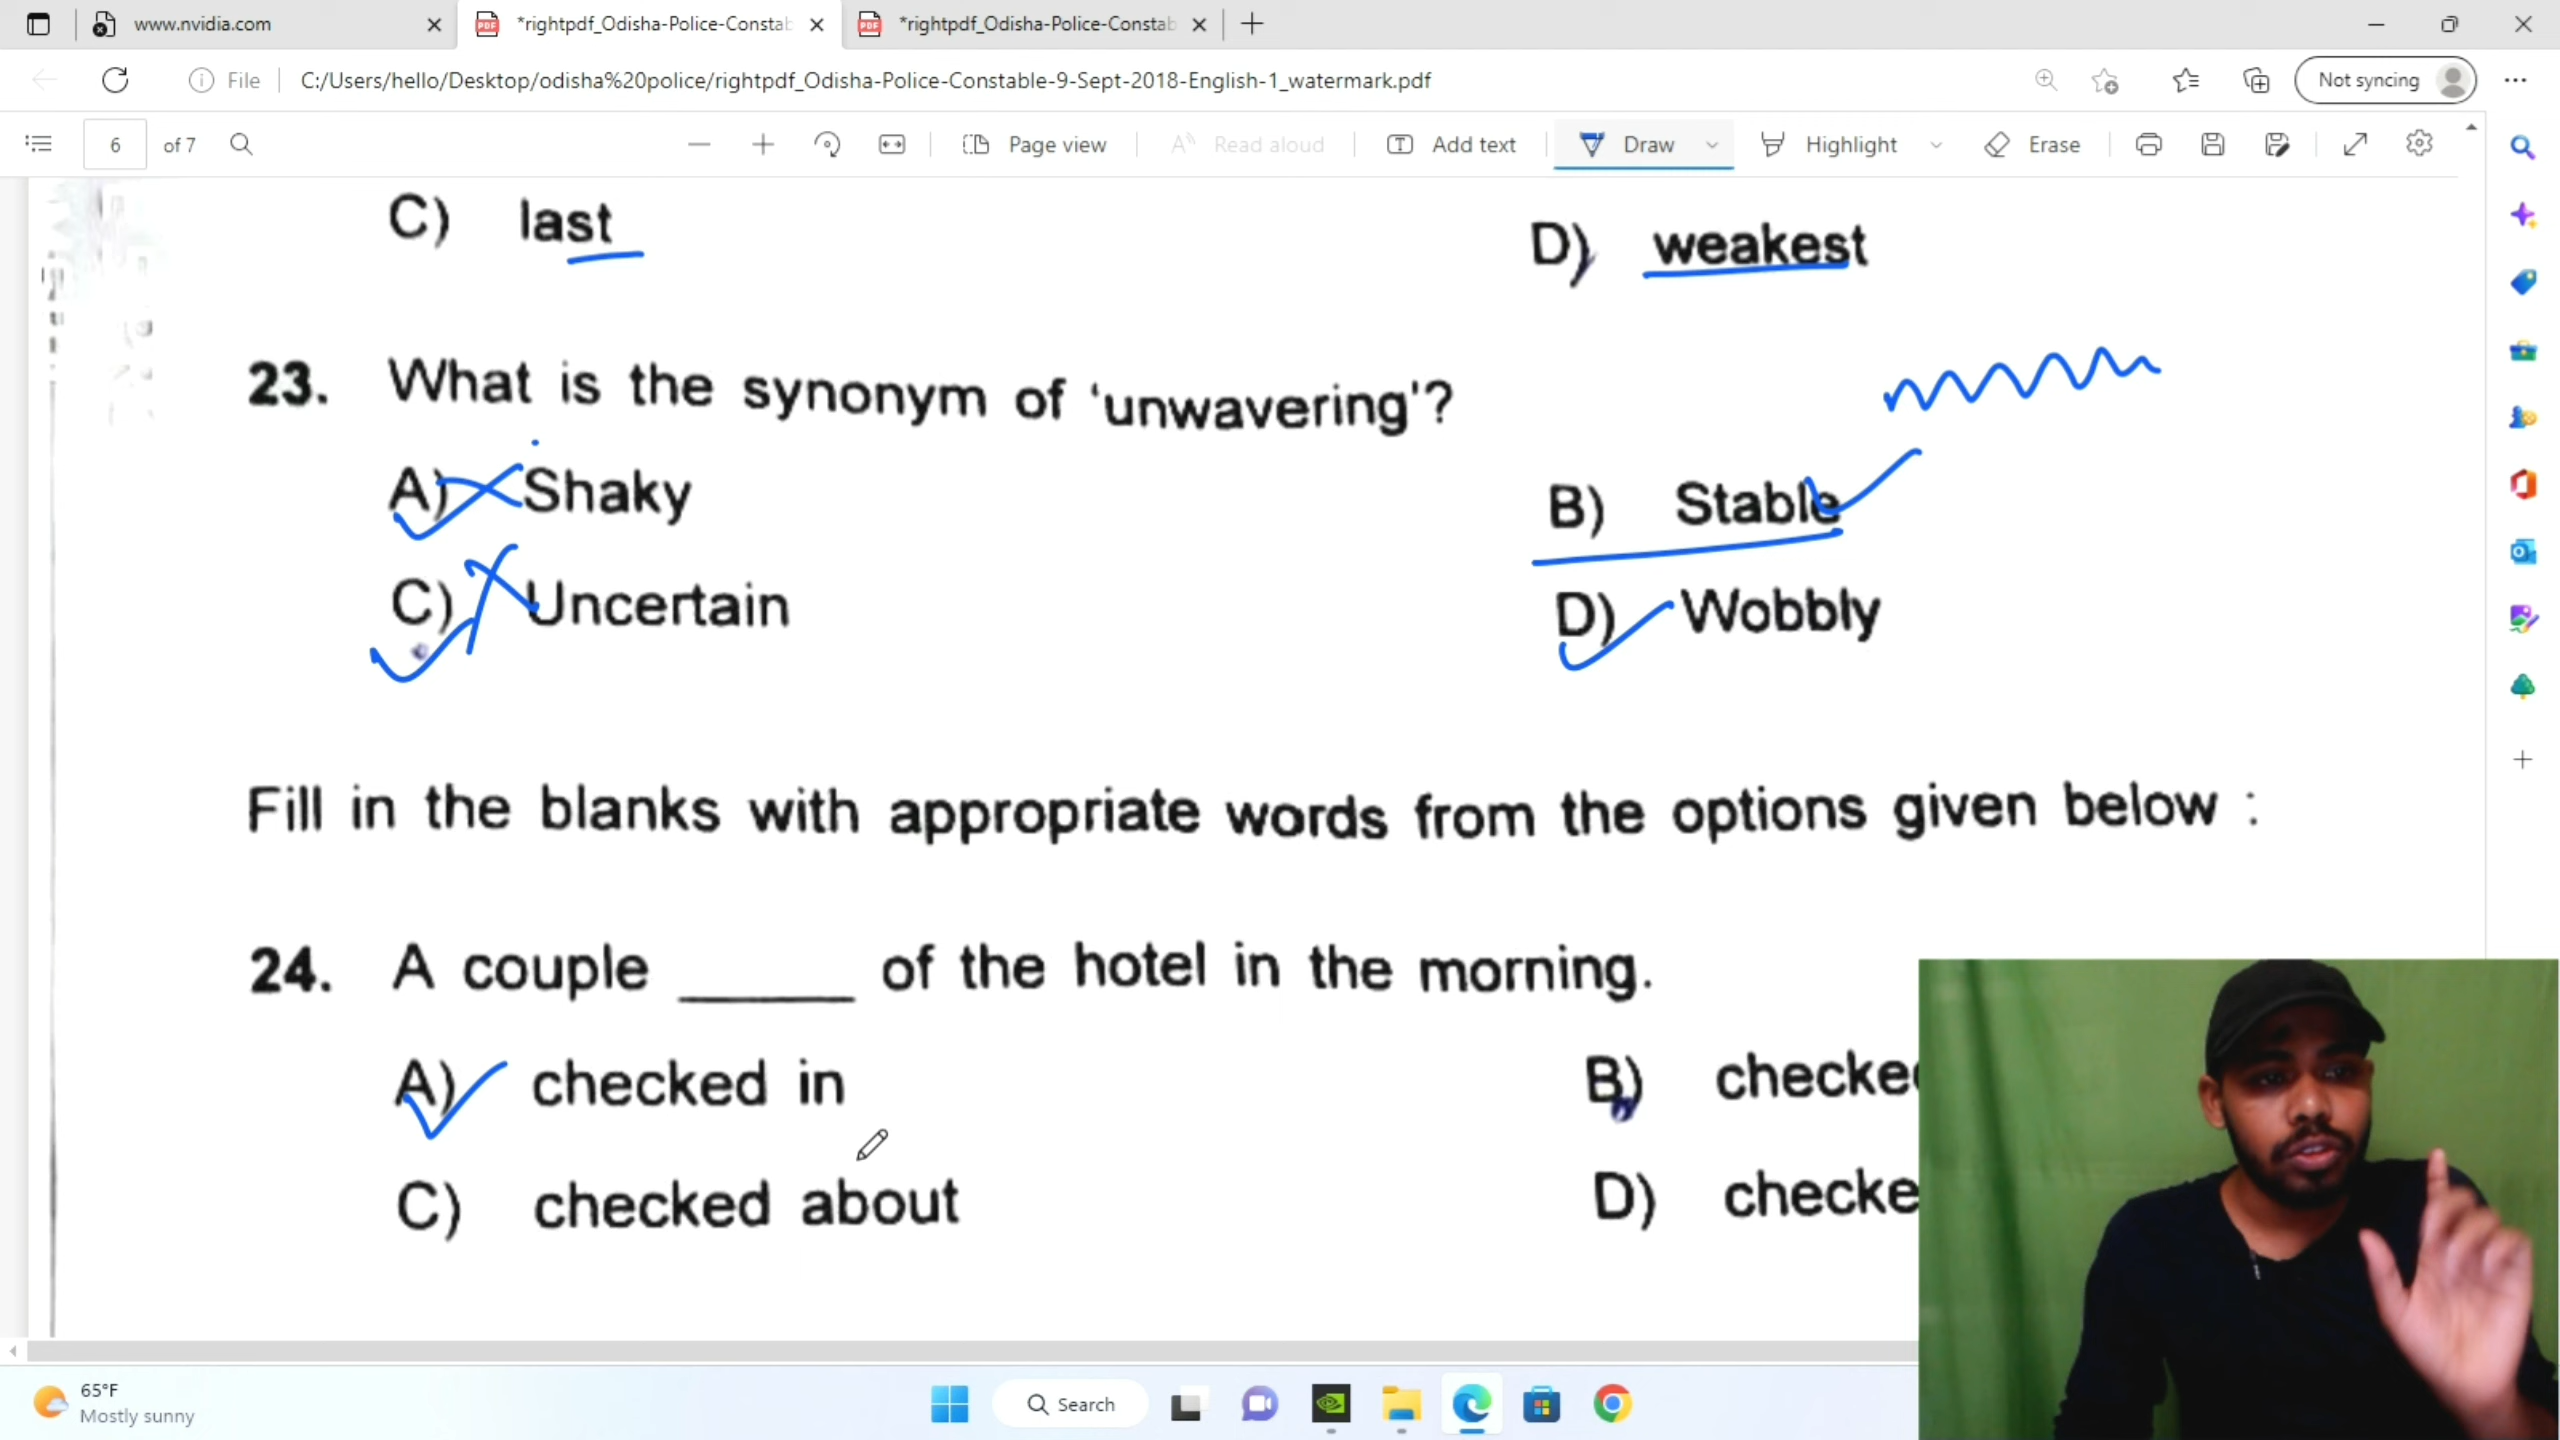 www.nvidia.com
*rightpdf_Odisha-Police-Constab
*rightpdf_Odisha-Police-Constab
File
C:/Users/hello/Desktop/odisha%20police/rightpdf_Odisha-Police-Constable-9-Sept-2018-English-1_watermark.pdf
Not syncing
6 of 7
Page view
Read aloud
Add text
Draw
Highlight
Erase
C) last
D) weakest
23. What is the synonym of 'unwavering'?
A) Shaky
B) Stable
C) Uncertain
D) Wobbly
Fill in the blanks with appropriate words from the options given below :
24. A couple ______ of the hotel in the morning.
A) checked in
B) checke
C) checked about
D) checke
65°F
Mostly sunny
Search